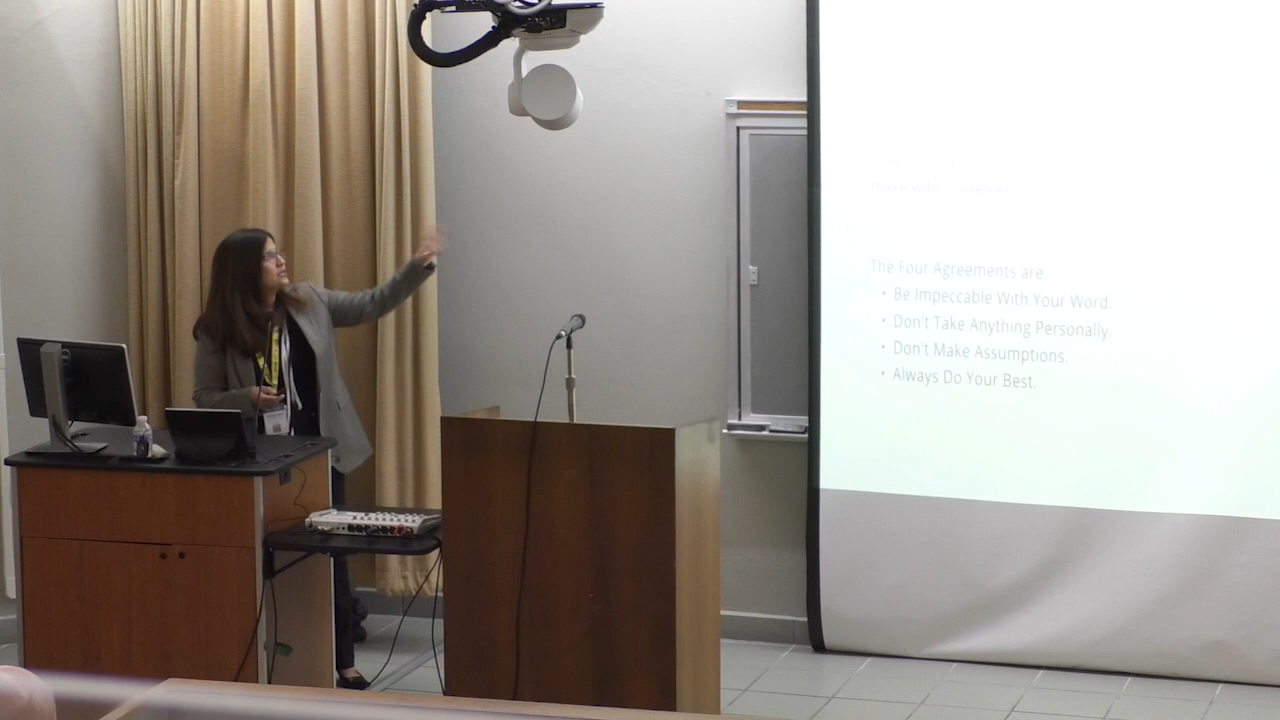 The Four Agreements are:
• Be Impeccable With Your Word.
• Don't Take Anything Personally.
• Don't Make Assumptions.
• Always Do Your Best.